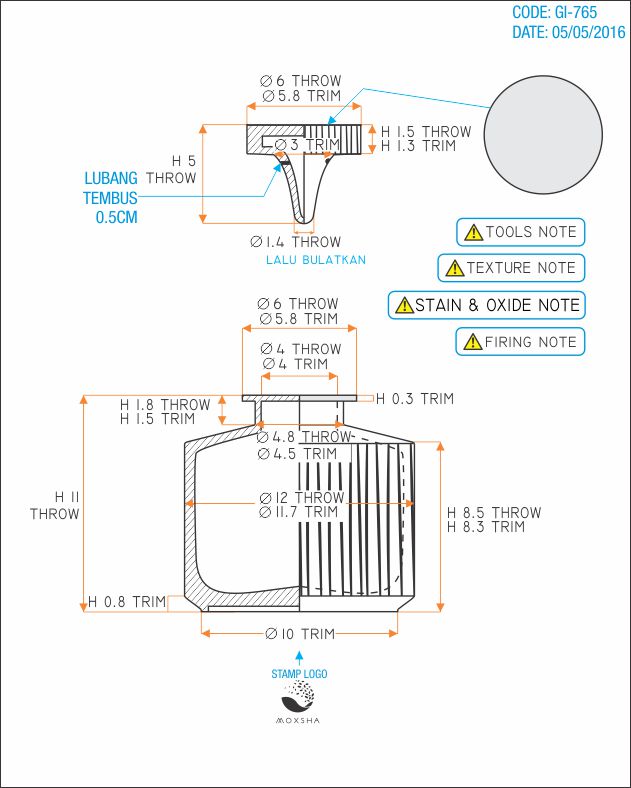 CODE: GI-765
DATE: 05/05/2016
Ø 6 THROW
Ø 5.8 TRIM
H 1.5 THROW
H 1.3 TRIM
Ø 3 TRIM
H 5
THROW
LUBANG
TEMBUS
0.5CM
Ø 1.4 THROW
LALU BULATKAN
TOOLS NOTE
TEXTURE NOTE
STAIN & OXIDE NOTE
FIRING NOTE
Ø 6 THROW
Ø 5.8 TRIM
Ø 4 THROW
Ø 4 TRIM
H 0.3 TRIM
H 1.8 THROW
H 1.5 TRIM
Ø 4.8 THROW
Ø 4.5 TRIM
H 11
THROW
Ø 12 THROW
Ø 11.7 TRIM
H 8.5 THROW
H 8.3 TRIM
H 0.8 TRIM
Ø 10 TRIM
STAMP LOGO
MOXSHA